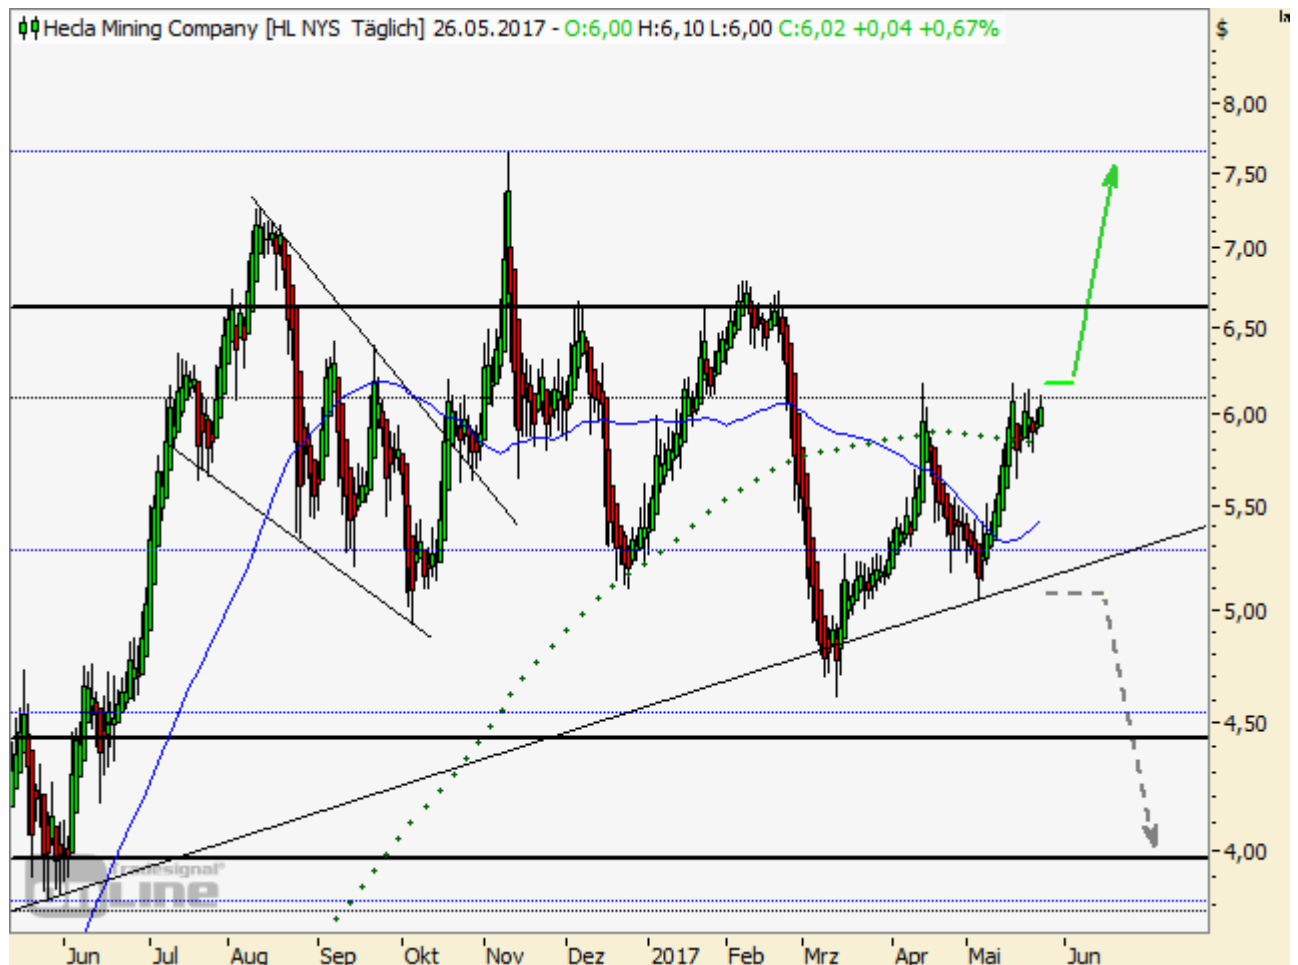 Hecla Mining Company [HL NYS Täglich] 26.05.2017 - O:6,00 H:6,10 L:6,00 C:6,02 +0,04 +0,67%
$
8,00
7,50
7,00
6,50
6,00
5,50
5,00
4,50
4,00
Tradesignal®
Line
Jun Jul Aug Sep Okt Nov Dez 2017 Feb Mrz Apr Mai Jun